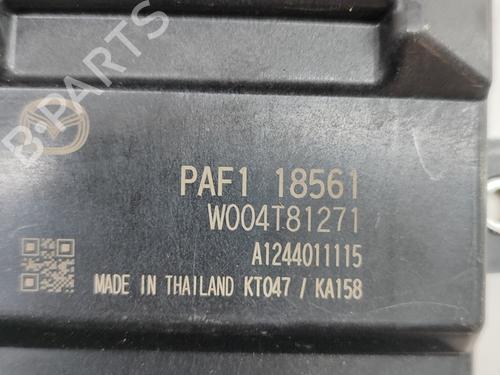 B-PARTS
PAF1 18561
W004T81271
A1244011115
MADE IN THAILAND KT047 / KA158